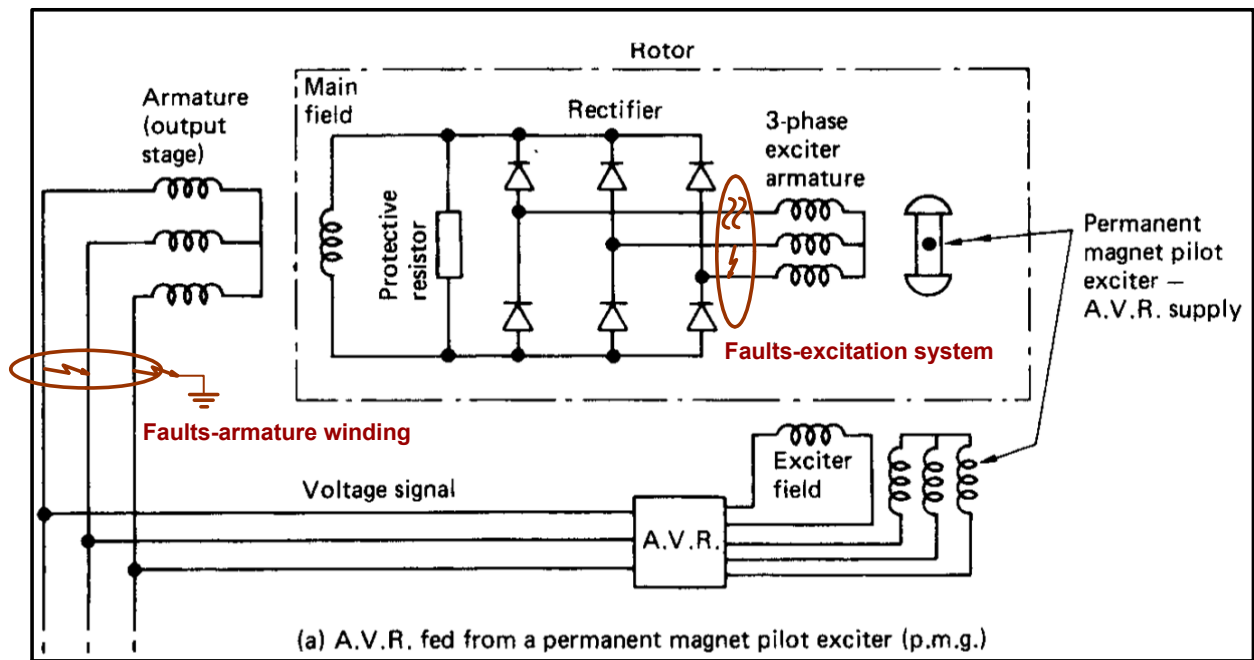 Rotor
Main
field
Armature
(output
stage)
Rectifier
3-phase
exciter
armature
Protective
resistor
Permanent
magnet pilot
exciter –
A.V.R. supply
Faults-excitation system
Faults-armature winding
Exciter
field
Voltage signal
A.V.R.
(a) A.V.R. fed from a permanent magnet pilot exciter (p.m.g.)